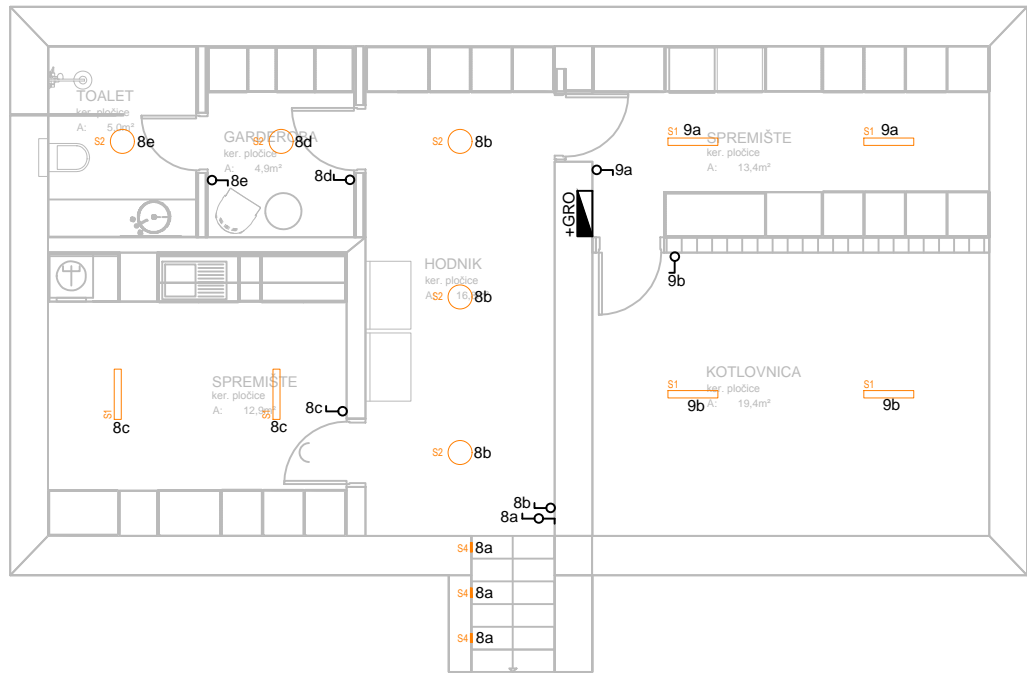 TOALET
ker. pločice
A: 5,0m²
S2 8e
GARDEROBA
S2 8d
ker. pločice
A: 4,9m²
8e
8d
S2 8b
S1 9a
SPREMIŠTE
ker. pločice
A: 13,4m²
S1 9a
9a
+GRO
9b
HODNIK
ker. pločice
S2 8b
SPREMIŠTE
ker. pločice
A: 12,9m²
S1
8c
S1
8c
8c
KOTLOVNICA
ker. pločice
A: 19,4m²
S1
9b
S1
9b
S2 8b
8b
8a
S4 8a
S4 8a
S4 8a